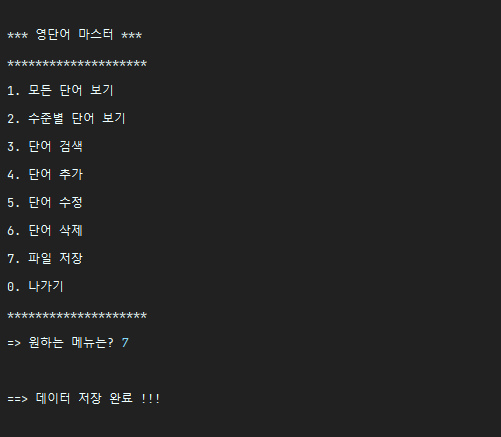 *** 영단어 마스터 ***
********************
1. 모든 단어 보기
2. 수준별 단어 보기
3. 단어 검색
4. 단어 추가
5. 단어 수정
6. 단어 삭제
7. 파일 저장
0. 나가기
********************
=> 원하는 메뉴는? 7
==> 데이터 저장 완료 !!!